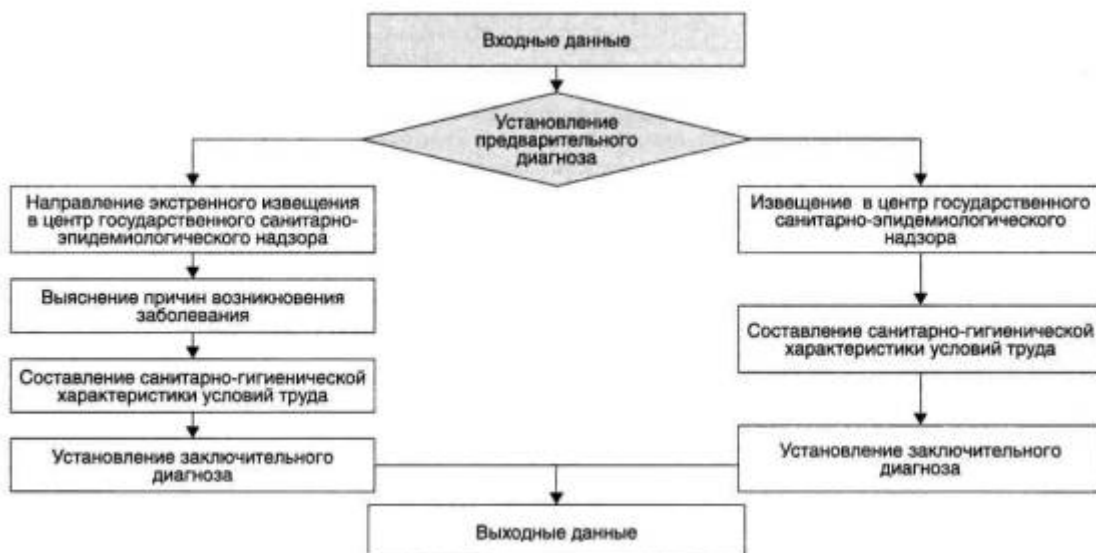 Входные данные
Установление
предварительного
диагноза
Направление экстренного извещения
в центр государственного санитарно-
эпидемиологического надзора
Выяснение причин возникновения
заболевания
Составление санитарно-гигиенической
характеристики условий труда
Установление заключительного
диагноза
Извещение в центр государственного
санитарно-эпидемиологического
надзора
Составление санитарно-гигиенической
характеристики условий труда
Установление заключительного
диагноза
Выходные данные